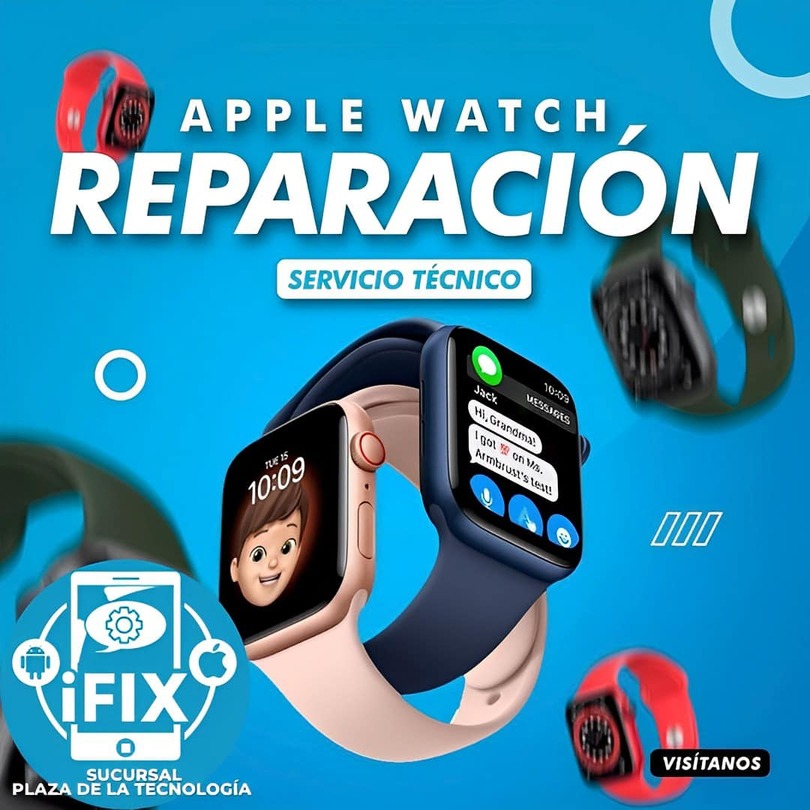 APPLE WATCH
REPARACIÓN
SERVICIO TÉCNICO
10:09
MESSAGES
Jack
Hi, Grandma!
I got 💯 on Ms.
Armbrust's test!
TUE 15
10:09
iFIX
SUCURSAL
PLAZA DE LA TECNOLOGÍA
VISÍTANOS